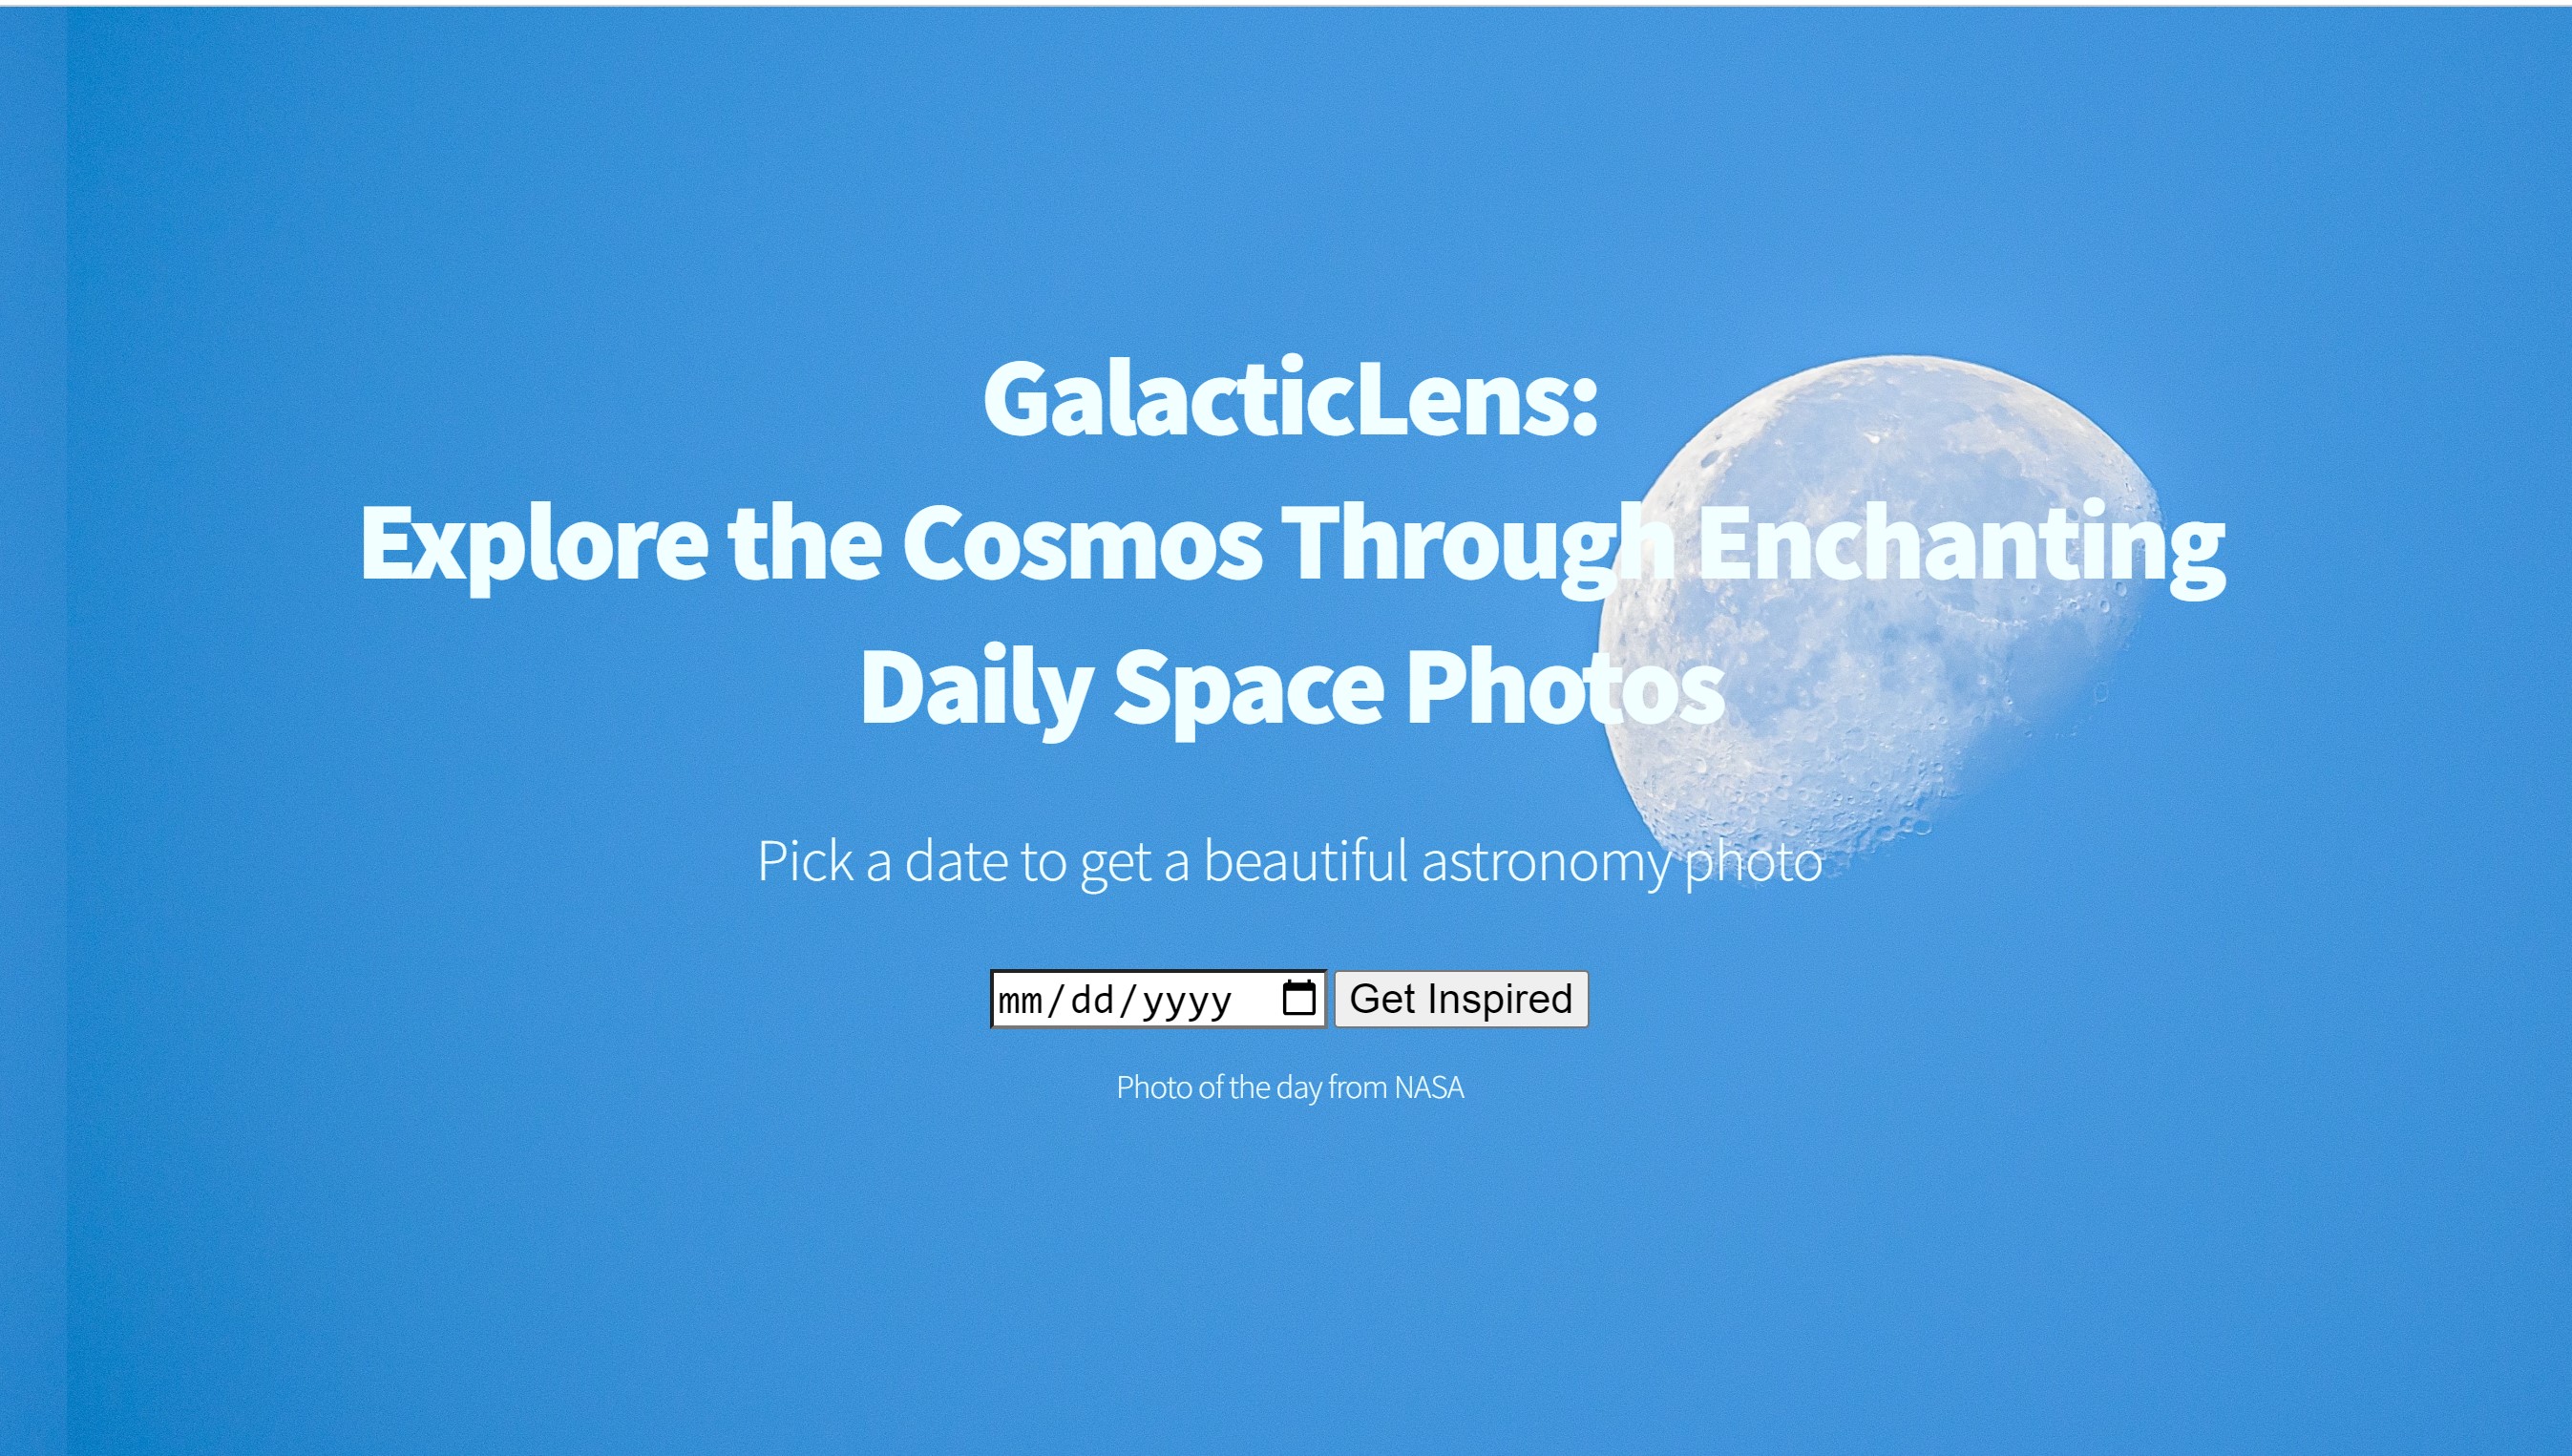 GalacticLens:
Explore the Cosmos Through Enchanting
Daily Space Photos
Pick a date to get a beautiful astronomy photo
mm/dd/yyyy Get Inspired
Photo of the day from NASA